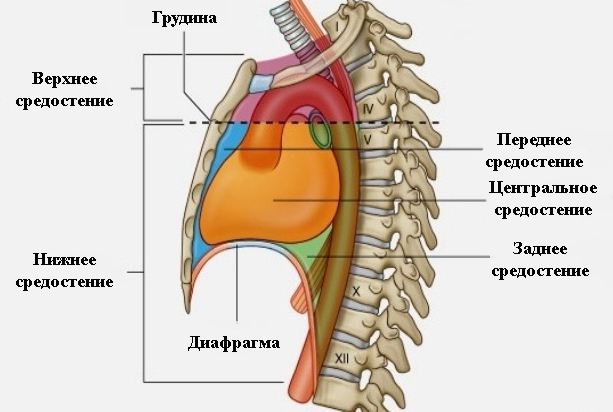 Грудина
Верхнее
средостение
I
IV
V
Переднее
средостение
Центральное
средостение
Нижнее
средостение
Заднее
средостение
X
Диафрагма
XII